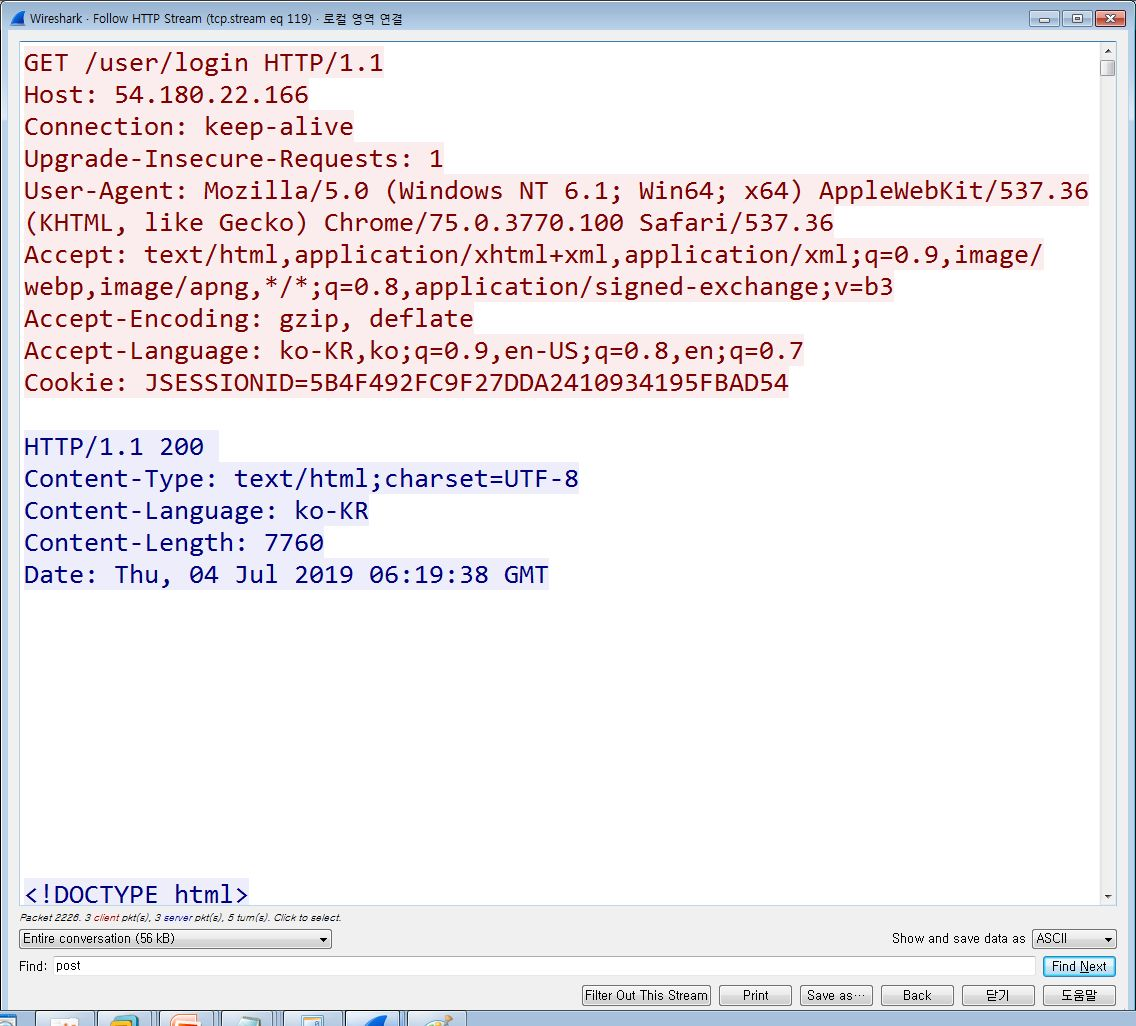 Wireshark · Follow HTTP Stream (tcp.stream eq 119) · 로컬 영역 연결
GET /user/login HTTP/1.1
Host: 54.180.22.166
Connection: keep-alive
Upgrade-Insecure-Requests: 1
User-Agent: Mozilla/5.0 (Windows NT 6.1; Win64; x64) AppleWebKit/537.36
(KHTML, like Gecko) Chrome/75.0.3770.100 Safari/537.36
Accept: text/html,application/xhtml+xml,application/xml;q=0.9,image/
webp,image/apng,*/*;q=0.8,application/signed-exchange;v=b3
Accept-Encoding: gzip, deflate
Accept-Language: ko-KR,ko;q=0.9,en-US;q=0.8,en;q=0.7
Cookie: JSESSIONID=5B4F492FC9F27DDA2410934195FBAD54
HTTP/1.1 200
Content-Type: text/html;charset=UTF-8
Content-Language: ko-KR
Content-Length: 7760
Date: Thu, 04 Jul 2019 06:19:38 GMT
<!DOCTYPE html>
Packet 2226. 3 client pkt(s), 3 server pkt(s), 5 turn(s). Click to select.
Entire conversation (56 kB)
Show and save data as ASCII
Find: post
Find Next
Filter Out This Stream
Print
Save as…
Back
닫기
도움말